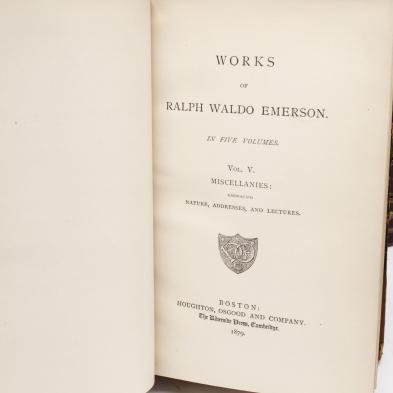 WORKS
OF
RALPH WALDO EMERSON.
IN FIVE VOLUMES.
VOL. V.
MISCELLANIES:
EMBRACING
NATURE, ADDRESSES, AND LECTURES.
BOSTON:
HOUGHTON, OSGOOD AND COMPANY.
The Riverside Press, Cambridge.
1879.